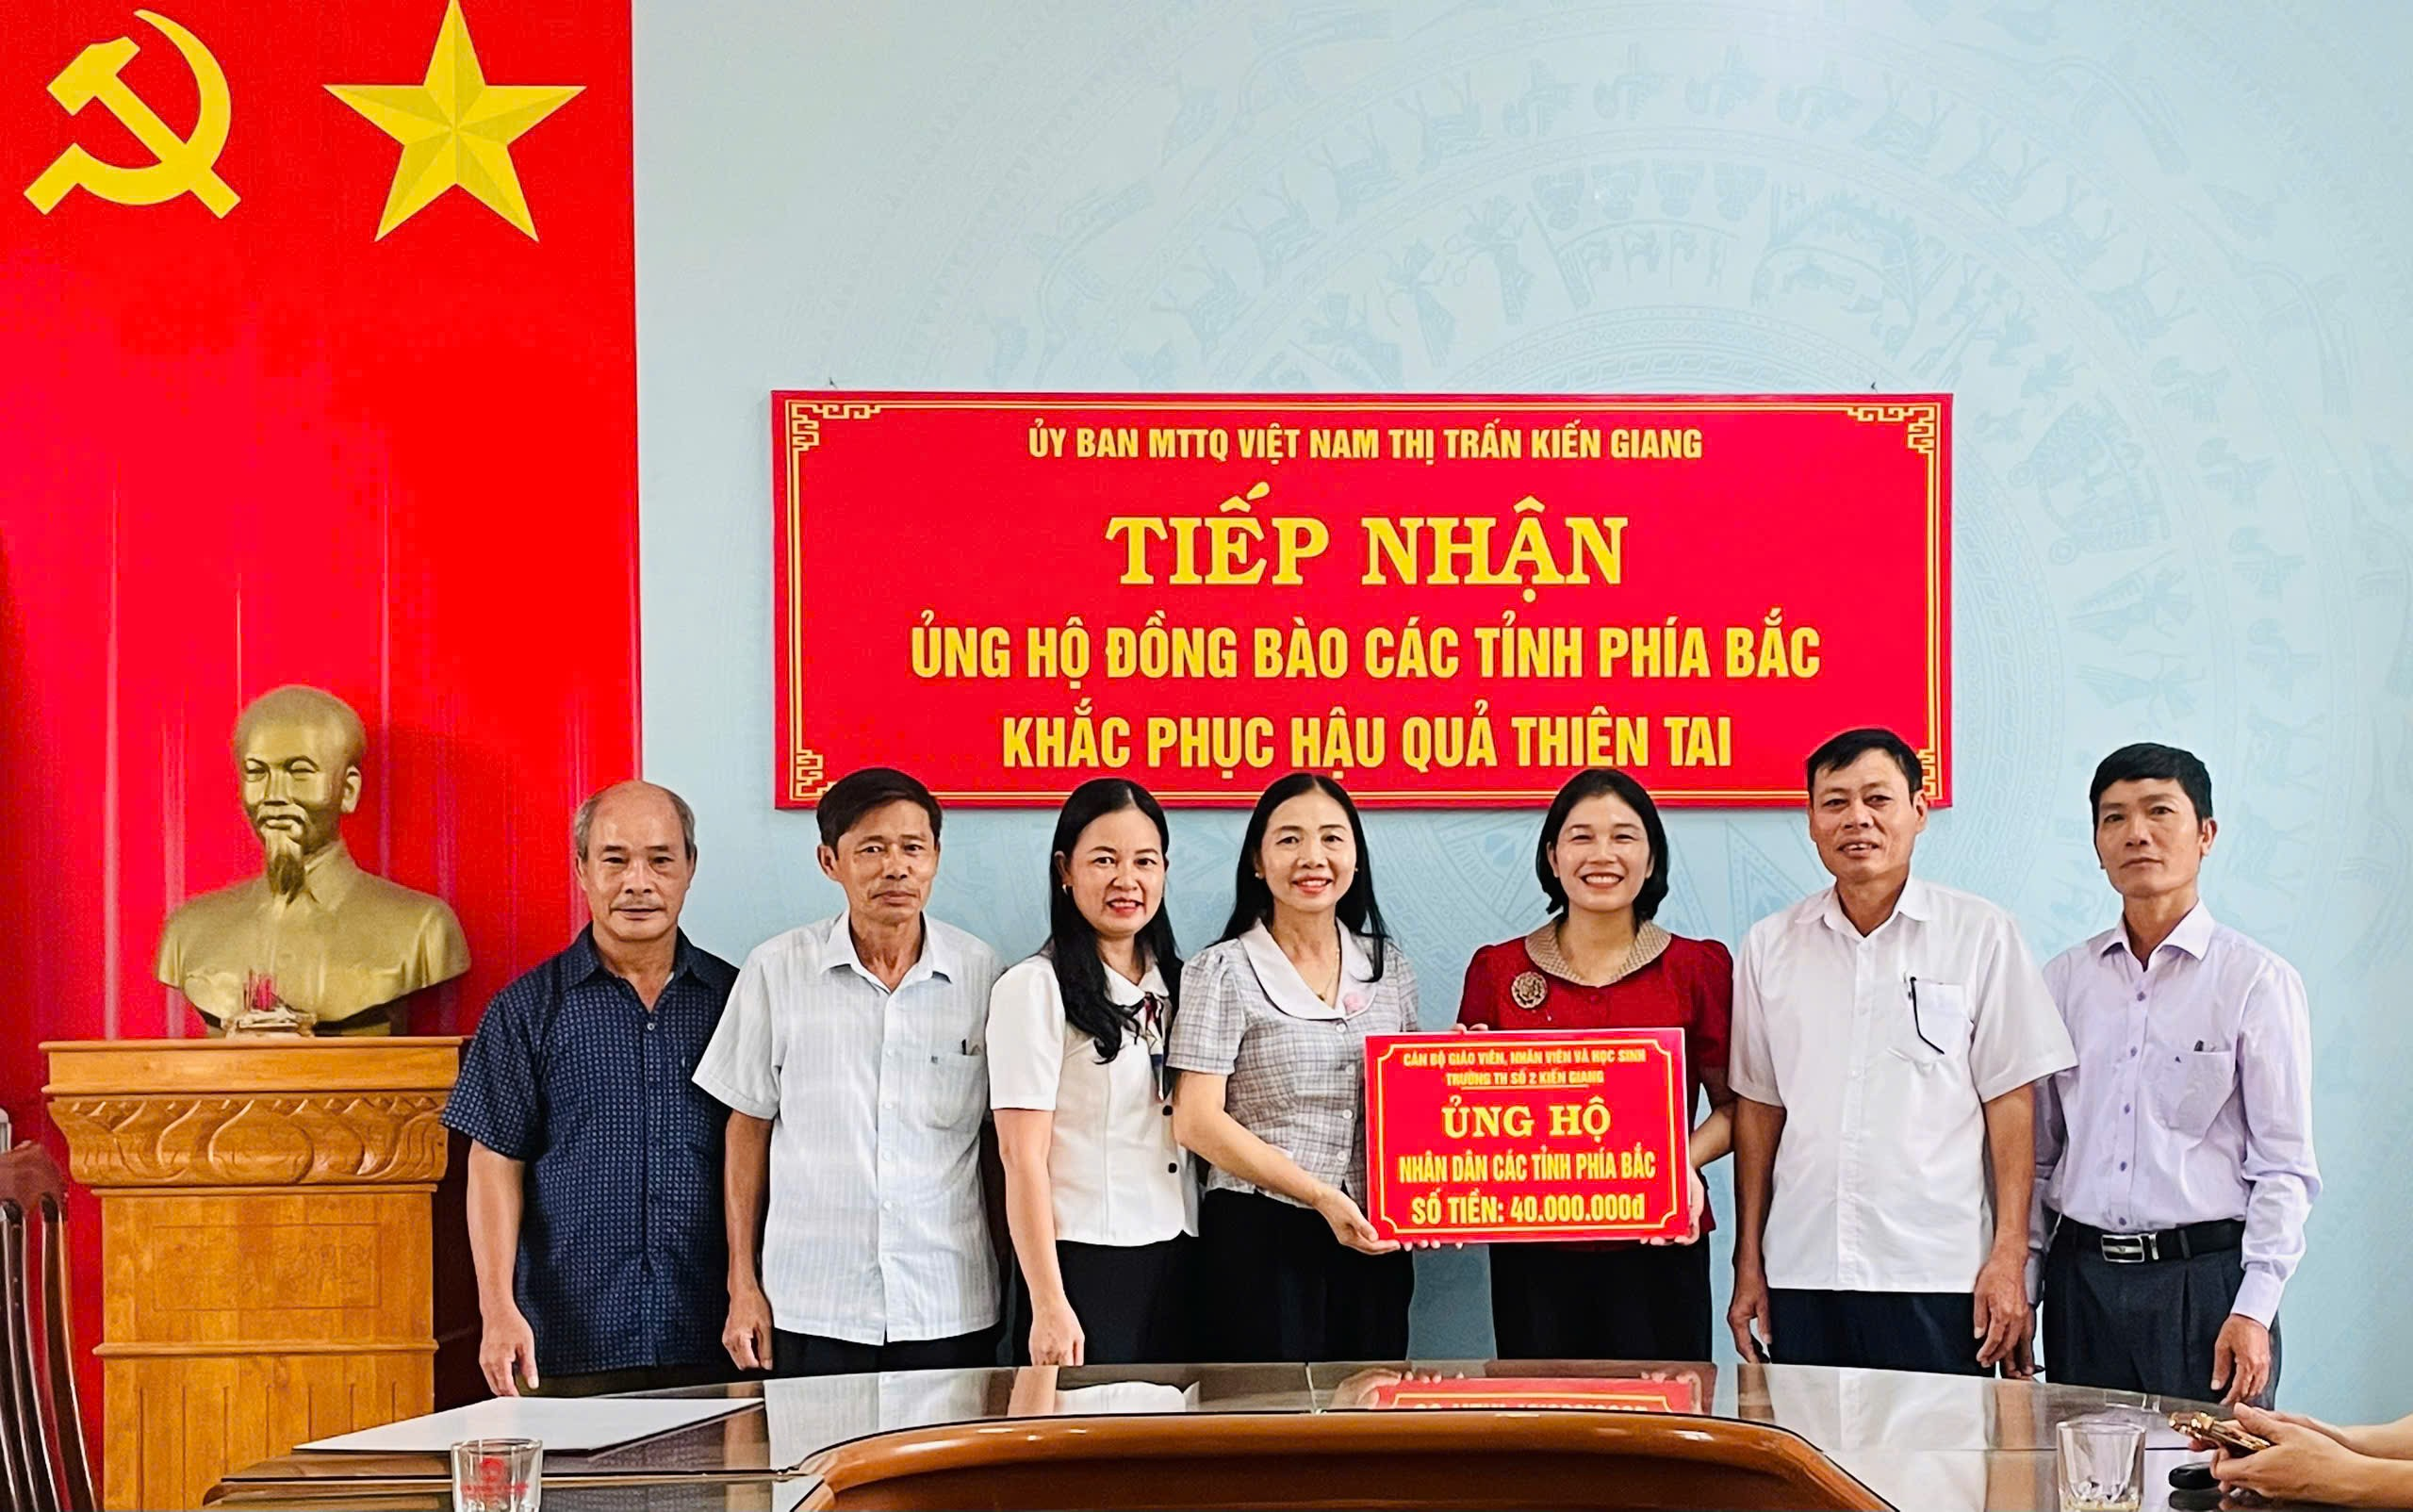 ỦY BAN MTTQ VIỆT NAM THỊ TRẤN KIẾN GIANG
TIẾP NHẬN
ỦNG HỘ ĐỒNG BÀO CÁC TỈNH PHÍA BẮC
KHẮC PHỤC HẬU QUẢ THIÊN TAI
CÁN BỘ GIÁO VIÊN, NHÂN VIÊN VÀ HỌC SINH
TRƯỜNG TH SỐ 2 KIẾN GIANG
ỦNG HỘ
NHÂN DÂN CÁC TỈNH PHÍA BẮC
SỐ TIỀN: 40.000.000đ